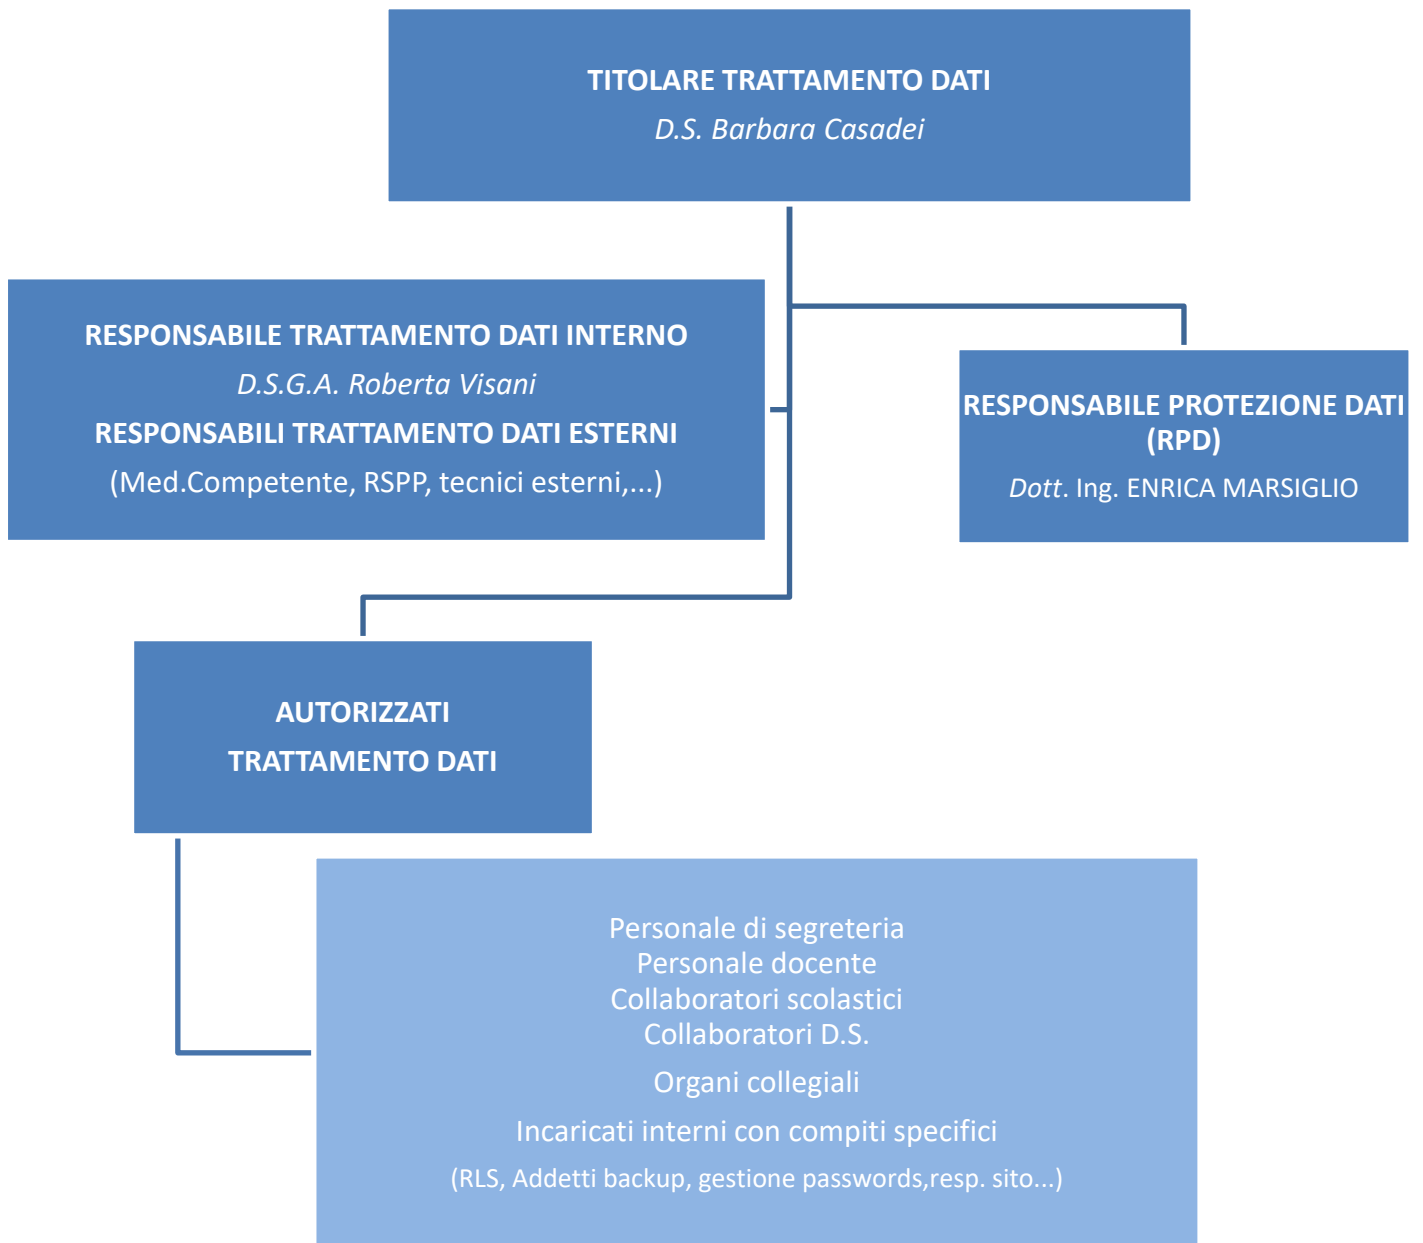 TITOLARE TRATTAMENTO DATI
D.S. Barbara Casadei
RESPONSABILE TRATTAMENTO DATI INTERNO
D.S.G.A. Roberta Visani
RESPONSABILI TRATTAMENTO DATI ESTERNI
(Med.Competente, RSPP, tecnici esterni,...)
RESPONSABILE PROTEZIONE DATI
(RPD)
Dott. Ing. ENRICA MARSIGLIO
AUTORIZZATI
TRATTAMENTO DATI
Personale di segreteria
Personale docente
Collaboratori scolastici
Collaboratori D.S.
Organi collegiali
Incaricati interni con compiti specifici
(RLS, Addetti backup, gestione passwords,resp. sito...)